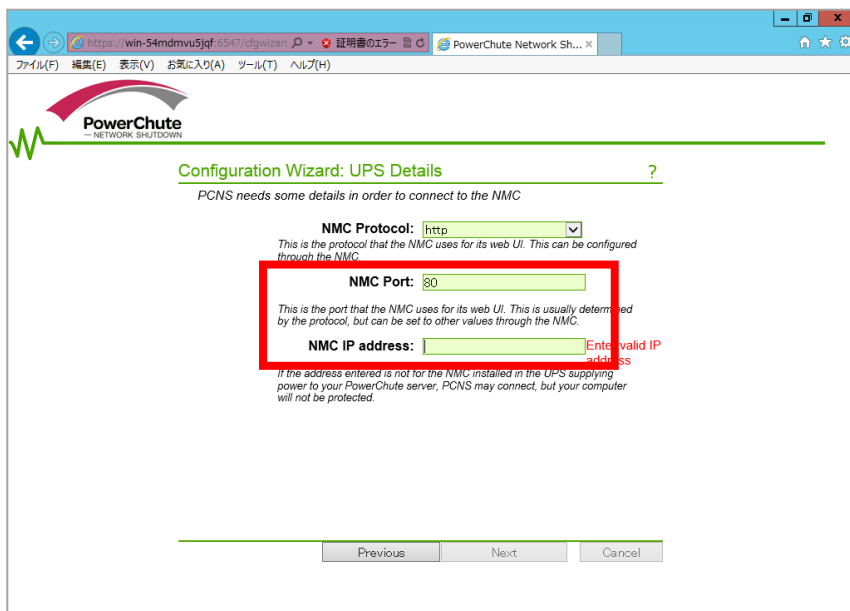 https://win-54mdmvu5jqf:6547/cfgwizard
証明書のエラー
PowerChute Network Sh... ×
ファイル(F) 編集(E) 表示(V) お気に入り(A) ツール(T) ヘルプ(H)
PowerChute
— NETWORK SHUTDOWN
Configuration Wizard: UPS Details ?
PCNS needs some details in order to connect to the NMC
NMC Protocol: http
This is the protocol that the NMC uses for its web UI. This can be configured
through the NMC.
NMC Port: 80
This is the port that the NMC uses for its web UI. This is usually determined
by the protocol, but can be set to other values through the NMC.
NMC IP address:
Enter valid IP
address
If the address entered is not for the NMC installed in the UPS supplying
power to your PowerChute server, PCNS may connect, but your computer
will not be protected.
Previous Next Cancel